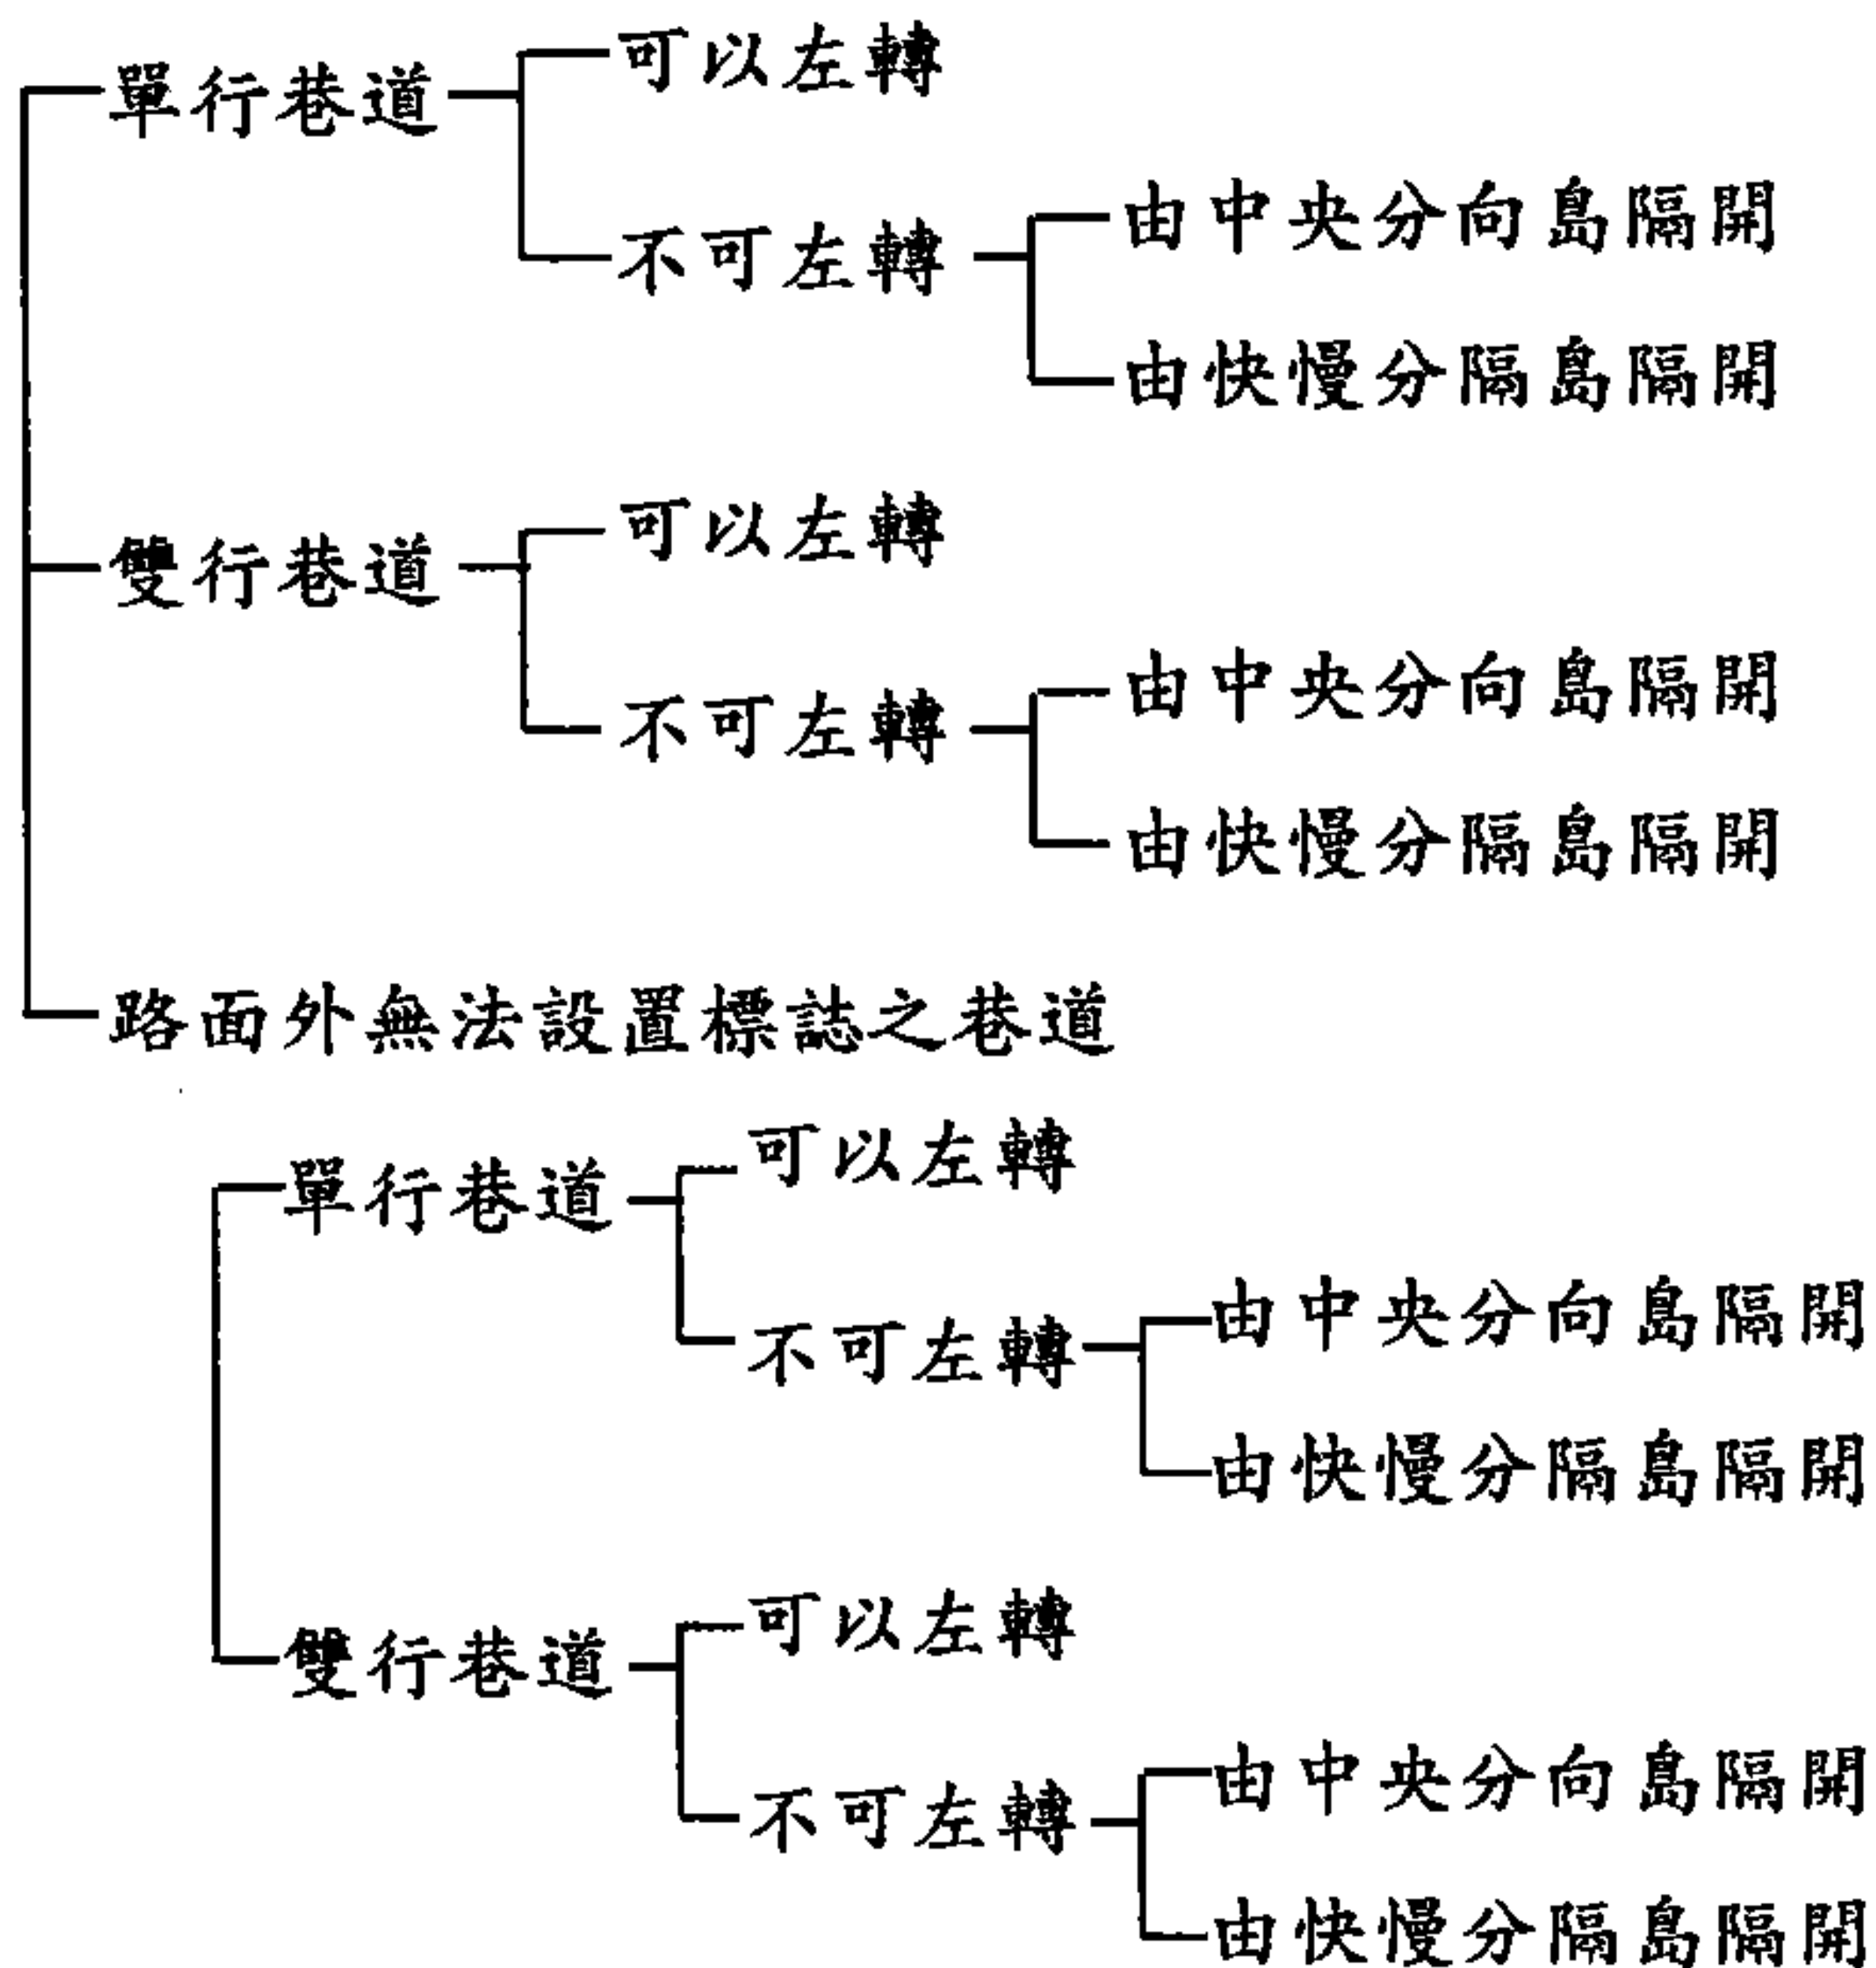 可以左轉
單行巷道
不可左轉
由中央分向島隔開
由快慢分隔島隔開
可以左轉
雙行巷道
不可左轉
由中央分向島隔開
由快慢分隔島隔開
路面外無法設置標誌之巷道
可以左轉
單行巷道
不可左轉
由中央分向島隔開
由快慢分隔島隔開
可以左轉
雙行巷道
不可左轉
由中央分向島隔開
由快慢分隔島隔開